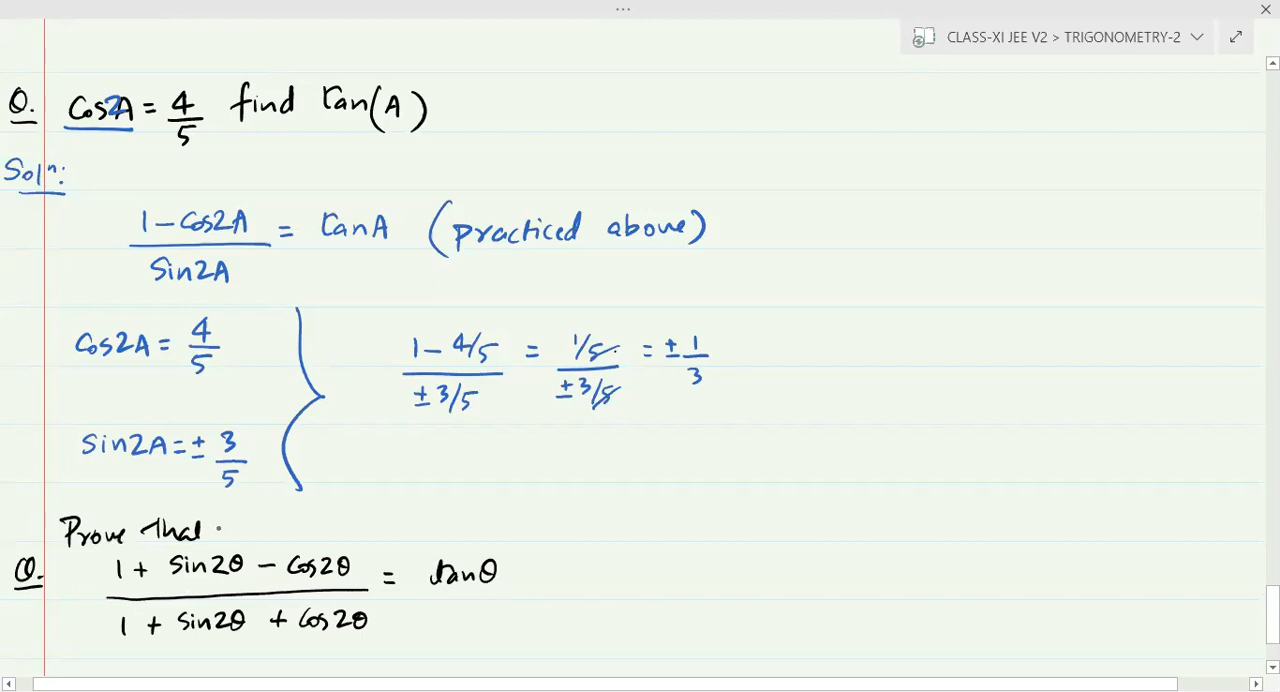 CLASS-XI JEE V2 > TRIGONOMETRY-2
Q. Cos2A = 4/5 find tan(A)
Solⁿ:
(1 - Cos2A)/Sin2A = tanA (practiced above)
Cos2A = 4/5
(1 - 4/5)/(± 3/5) = (1/5)/(± 3/5) = ± 1/3
Sin2A = ± 3/5
Prove that
Q. (1 + Sin2θ - Cos2θ)/(1 + Sin2θ + Cos2θ) = tanθ